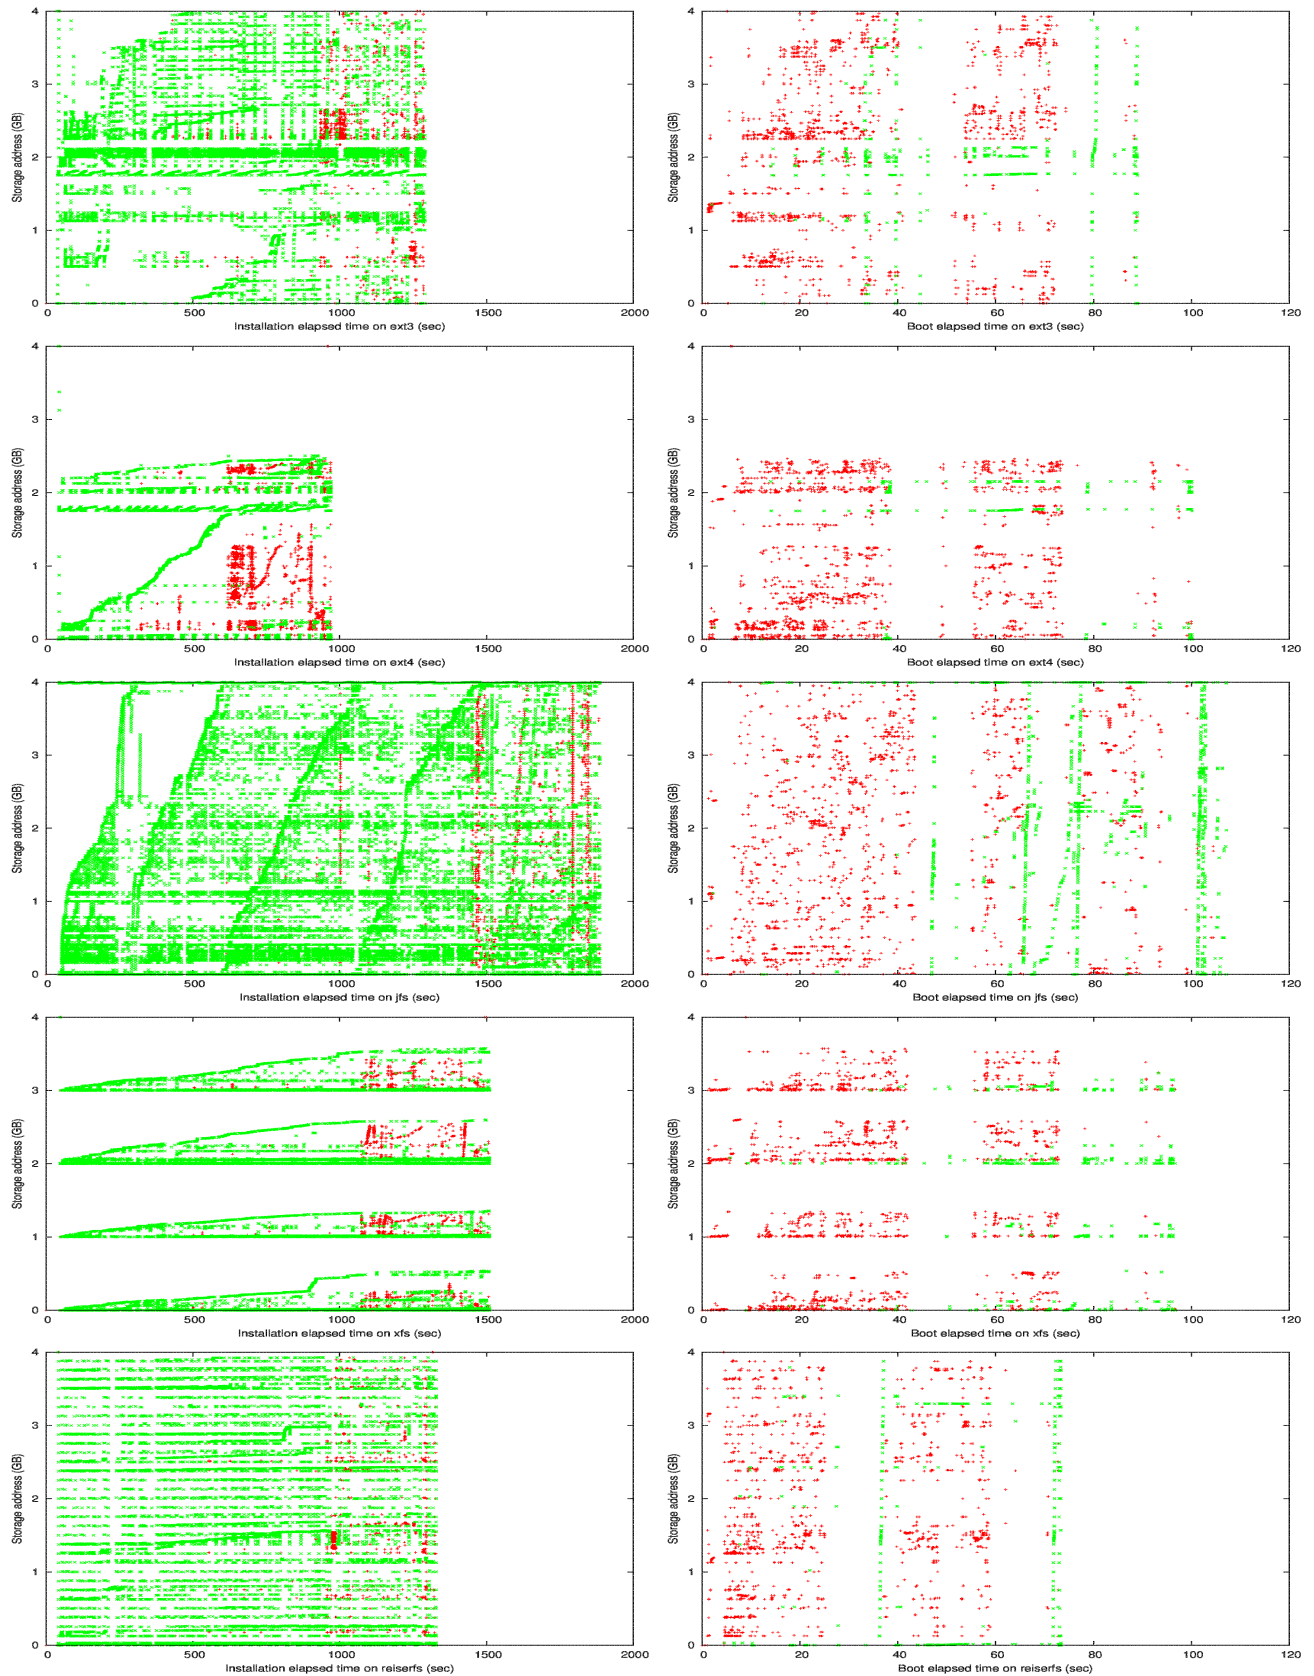 4 4
3 3
Storage address (GB) Storage address (GB)
2 2
1 1
0 0
0 500 1000 1500 2000 0 20 40 60 80 100 120
Installation elapsed time on ext3 (sec) Boot elapsed time on ext3 (sec)
4 4
3 3
Storage address (GB) Storage address (GB)
2 2
1 1
0 0
0 500 1000 1500 2000 0 20 40 60 80 100 120
Installation elapsed time on ext4 (sec) Boot elapsed time on ext4 (sec)
4 4
3 3
Storage address (GB) Storage address (GB)
2 2
1 1
0 0
0 500 1000 1500 2000 0 20 40 60 80 100 120
Installation elapsed time on jfs (sec) Boot elapsed time on jfs (sec)
4 4
3 3
Storage address (GB) Storage address (GB)
2 2
1 1
0 0
0 500 1000 1500 2000 0 20 40 60 80 100 120
Installation elapsed time on xfs (sec) Boot elapsed time on xfs (sec)
4 4
3 3
Storage address (GB) Storage address (GB)
2 2
1 1
0 0
0 500 1000 1500 2000 0 20 40 60 80 100 120
Installation elapsed time on reiserfs (sec) Boot elapsed time on reiserfs (sec)